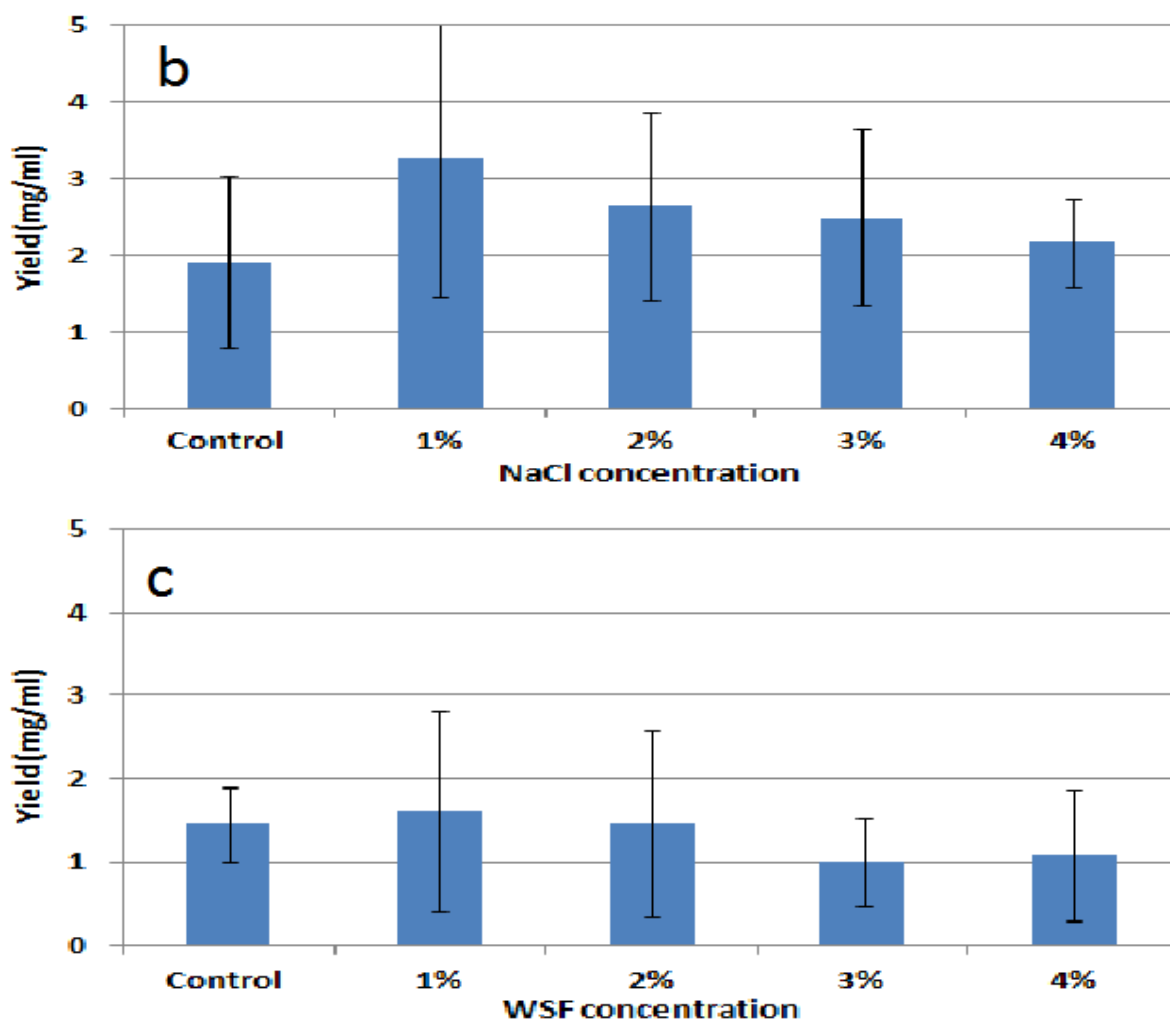 5
b
4
3
2
1
0
Yield(mg/ml)
Control 1% 2% 3% 4%
NaCl concentration
5
c
4
3
2
1
0
Yield(mg/ml)
Control 1% 2% 3% 4%
WSF concentration